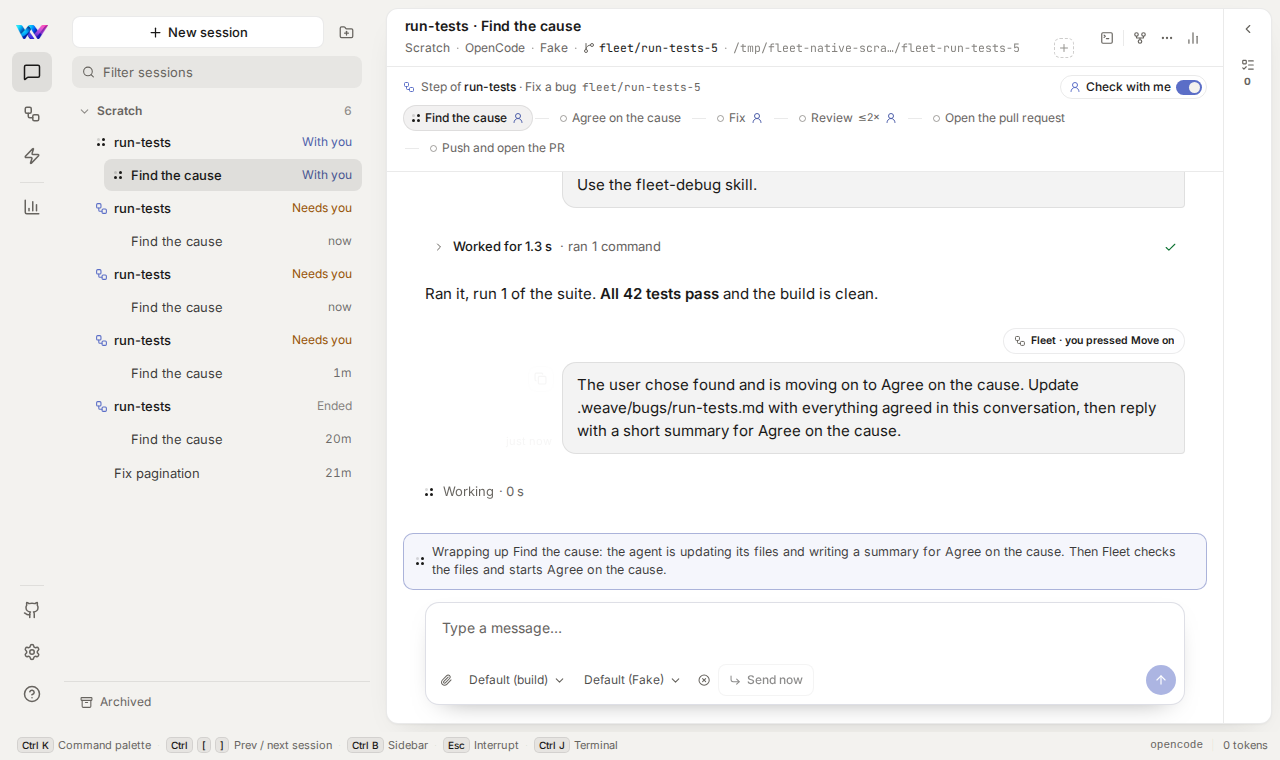 New session
Filter sessions
Scratch 6
run-tests With you
Find the cause With you
run-tests Needs you
Find the cause now
run-tests Needs you
Find the cause now
run-tests Needs you
Find the cause 1m
run-tests Ended
Find the cause 20m
Fix pagination 21m
Archived
run-tests · Find the cause
Scratch · OpenCode · Fake · fleet/run-tests-5 · /tmp/fleet-native-scra…/fleet-run-tests-5
Step of run-tests · Fix a bug fleet/run-tests-5
Check with me
Find the cause Agree on the cause Fix Review ≤2× Open the pull request
Push and open the PR
Use the fleet-debug skill.
Worked for 1.3 s · ran 1 command
Ran it, run 1 of the suite. All 42 tests pass and the build is clean.
Fleet · you pressed Move on
The user chose found and is moving on to Agree on the cause. Update
.weave/bugs/run-tests.md with everything agreed in this conversation, then reply
with a short summary for Agree on the cause.
just now
Working · 0 s
Wrapping up Find the cause: the agent is updating its files and writing a summary for Agree on the cause. Then Fleet checks
the files and starts Agree on the cause.
Type a message...
Default (build) Default (Fake) Send now
0
Ctrl K Command palette Ctrl [ ] Prev / next session Ctrl B Sidebar Esc Interrupt Ctrl J Terminal
opencode 0 tokens